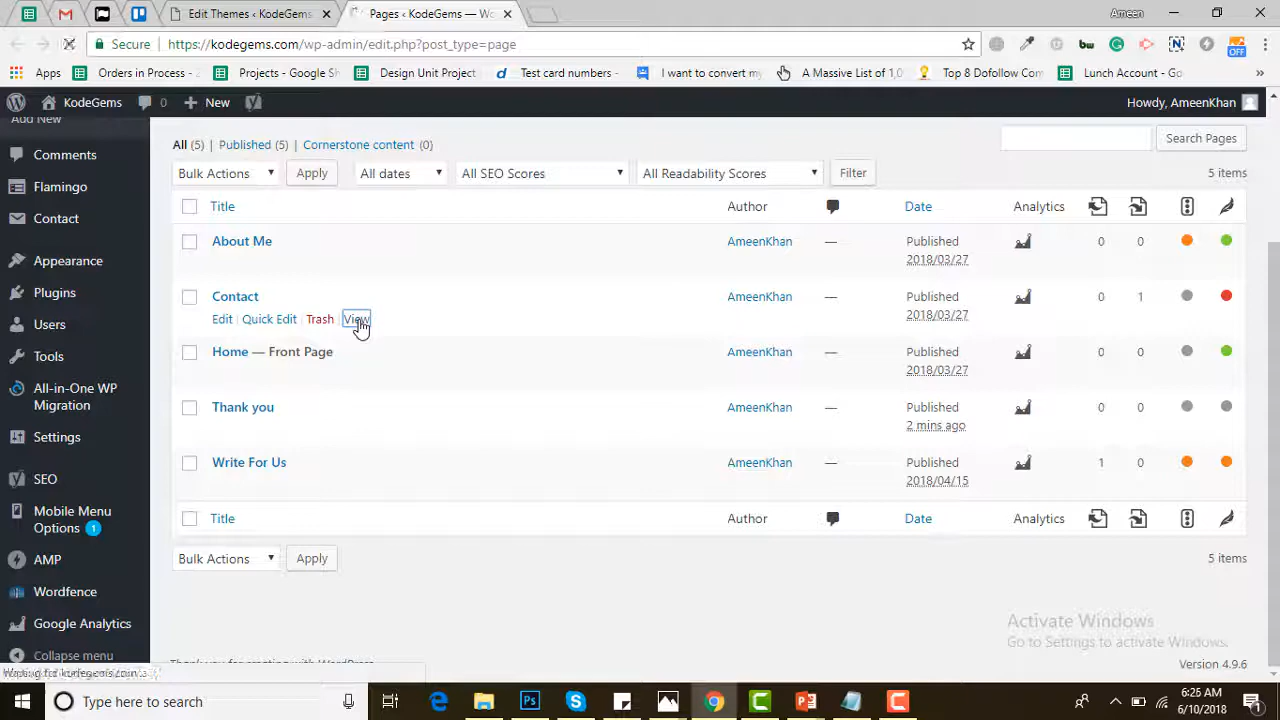 Edit Themes ‹ KodeGems
Pages ‹ KodeGems — Wo
Ameen
Secure
https://kodegems.com/wp-admin/edit.php?post_type=page
OFF
Apps
Orders in Process -
Projects - Google Sh
Design Unit Project
Test card numbers -
I want to convert my
A Massive List of 1,0
Top 8 Dofollow Com
Lunch Account - Go
KodeGems
0
New
Howdy, AmeenKhan
Add New
Comments
Flamingo
Contact
Appearance
Plugins
Users
Tools
All-in-One WP
Migration
Settings
SEO
Mobile Menu
Options 1
AMP
Wordfence
Google Analytics
Collapse menu
All (5) | Published (5) | Cornerstone content (0)
Search Pages
Bulk Actions
Apply
All dates
All SEO Scores
All Readability Scores
Filter
5 items
Title Author Date Analytics
About Me AmeenKhan — Published 0 0
2018/03/27
Contact AmeenKhan — Published 0 1
2018/03/27
Edit | Quick Edit | Trash | View
Home — Front Page AmeenKhan — Published 0 0
2018/03/27
Thank you AmeenKhan — Published 0 0
2 mins ago
Write For Us AmeenKhan — Published 1 0
2018/04/15
Title Author Date Analytics
Bulk Actions
Apply
5 items
Activate Windows
Go to Settings to activate Windows.
Version 4.9.6
Type here to search
6:25 AM
6/10/2018
1